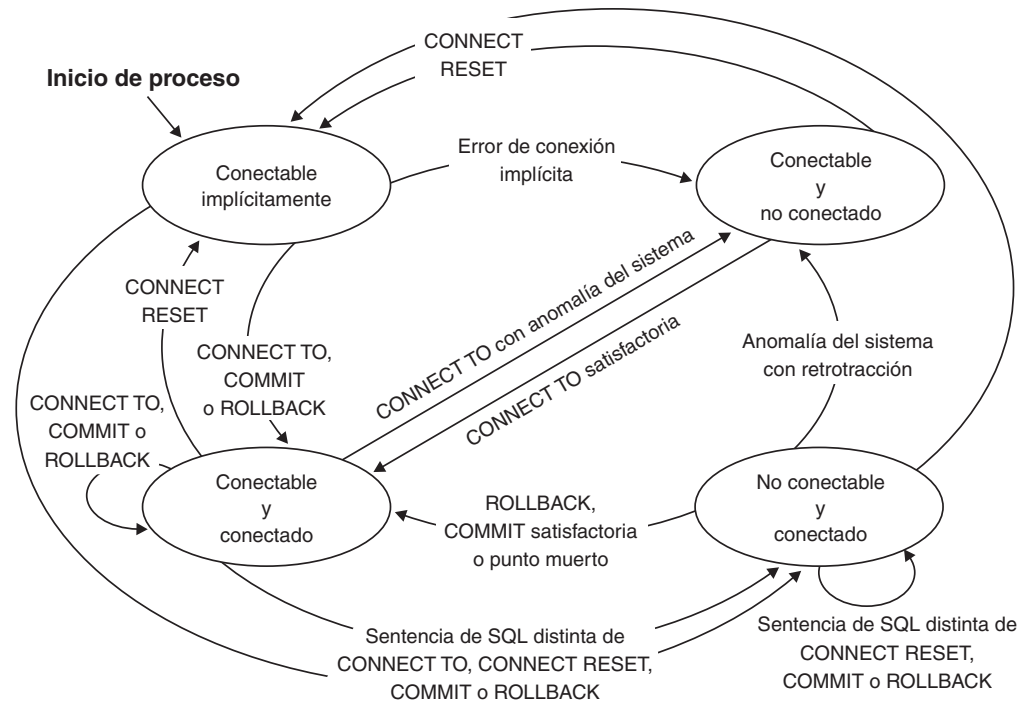 CONNECT
RESET
Inicio de proceso
Error de conexión
implícita
Conectable
implícitamente
Conectable
y
no conectado
CONNECT
RESET
CONNECT TO con anomalía del sistema
CONNECT TO satisfactoria
Anomalía del sistema
con retrotracción
CONNECT TO,
COMMIT
o ROLLBACK
CONNECT TO,
COMMIT o
ROLLBACK
Conectable
y
conectado
ROLLBACK,
COMMIT satisfactoria
o punto muerto
No conectable
y
conectado
Sentencia de SQL distinta de
CONNECT TO, CONNECT RESET,
COMMIT o ROLLBACK
Sentencia de SQL distinta de
CONNECT RESET,
COMMIT o ROLLBACK